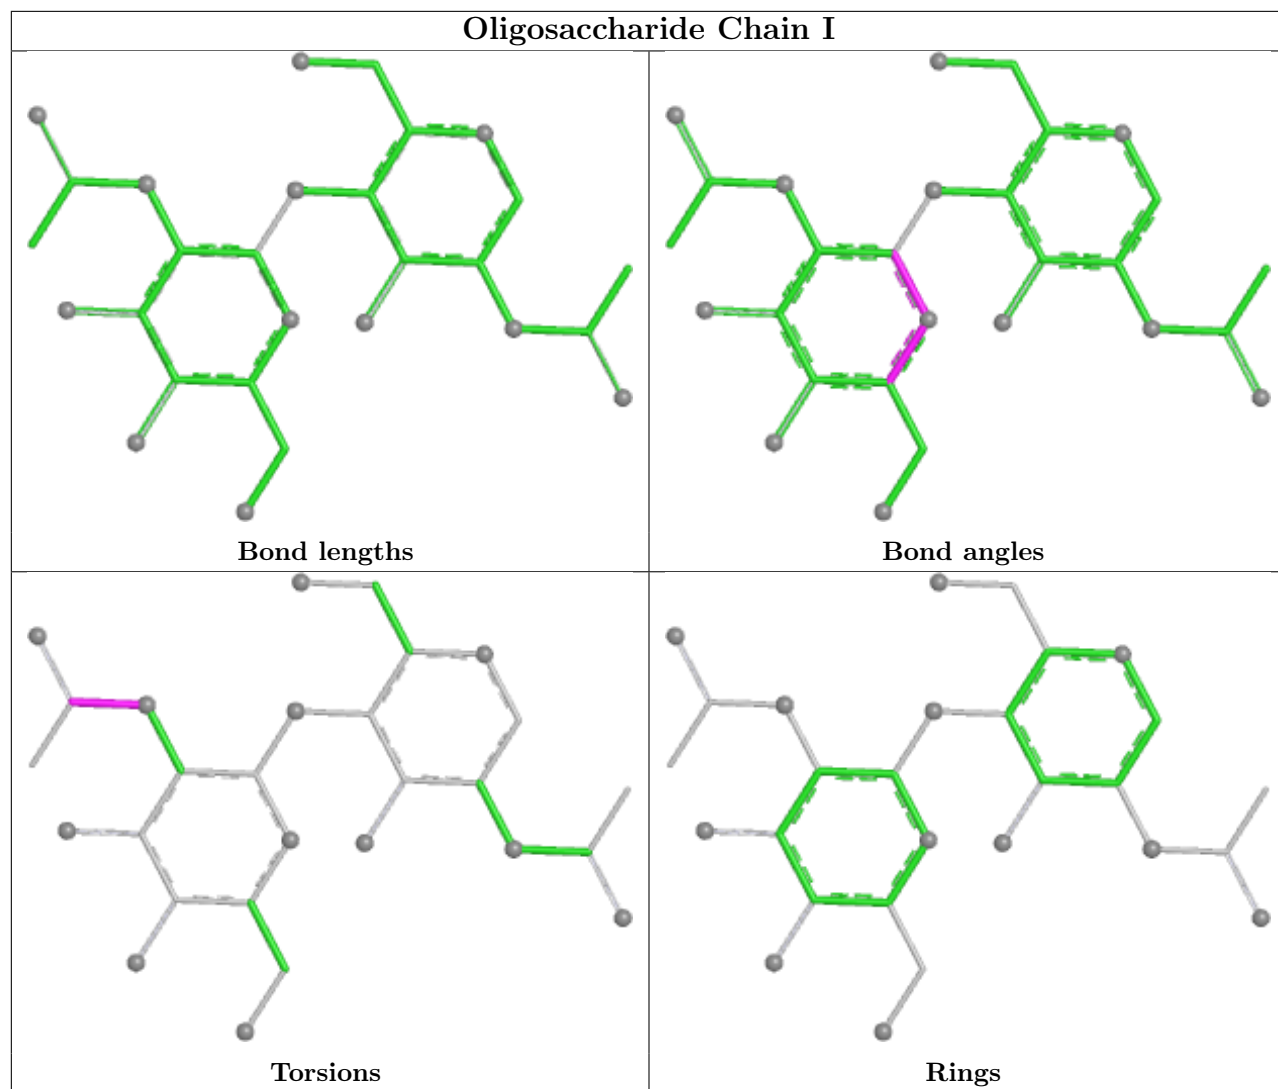 Oligosaccharide Chain I
Bond lengths
Bond angles
Torsions
Rings